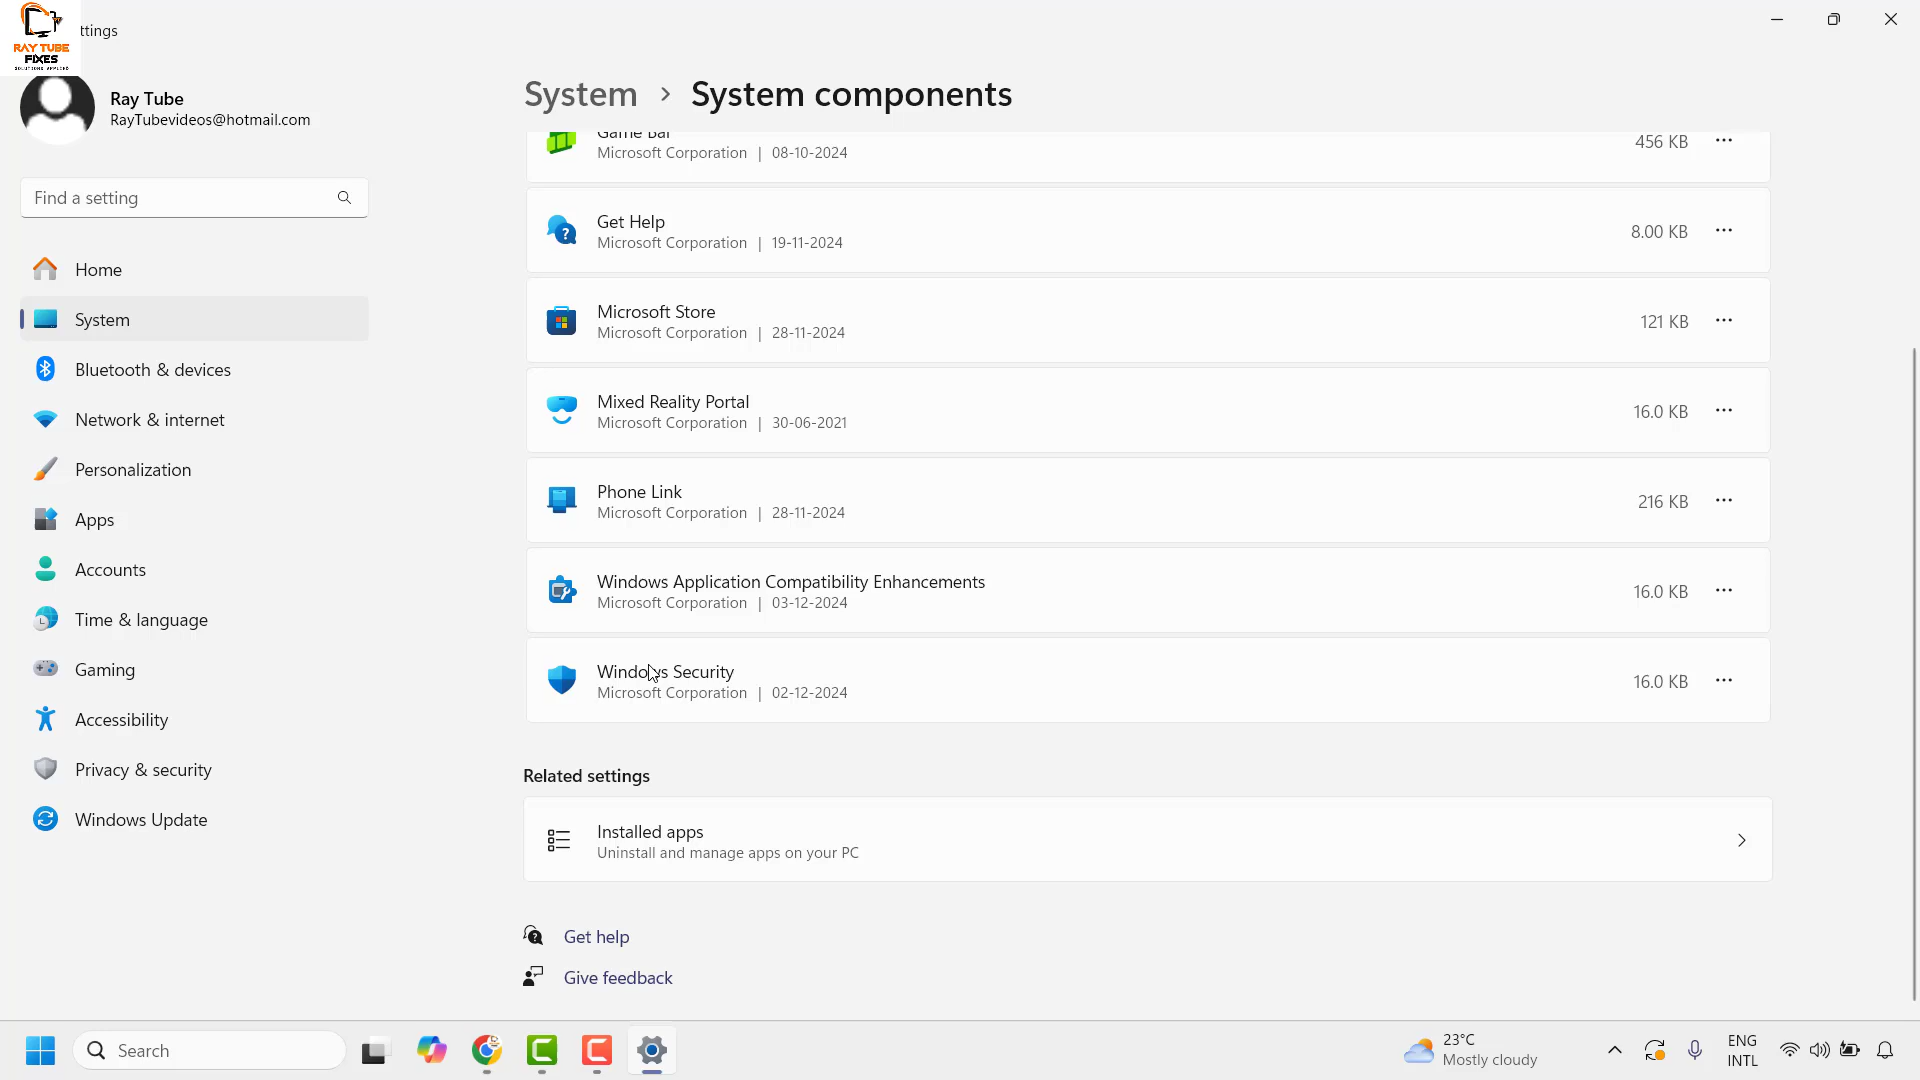 RAY TUBE
FIXES
SOLUTIONS APPLIED
ttings
Ray Tube
RayTubevideos@hotmail.com
Find a setting
Home
System
Bluetooth & devices
Network & internet
Personalization
Apps
Accounts
Time & language
Gaming
Accessibility
Privacy & security
Windows Update
System > System components
Game Bar
Microsoft Corporation | 08-10-2024
456 KB
Get Help
Microsoft Corporation | 19-11-2024
8.00 KB
Microsoft Store
Microsoft Corporation | 28-11-2024
121 KB
Mixed Reality Portal
Microsoft Corporation | 30-06-2021
16.0 KB
Phone Link
Microsoft Corporation | 28-11-2024
216 KB
Windows Application Compatibility Enhancements
Microsoft Corporation | 03-12-2024
16.0 KB
Windows Security
Microsoft Corporation | 02-12-2024
16.0 KB
Related settings
Installed apps
Uninstall and manage apps on your PC
Get help
Give feedback
Search
23°C
Mostly cloudy
ENG
INTL